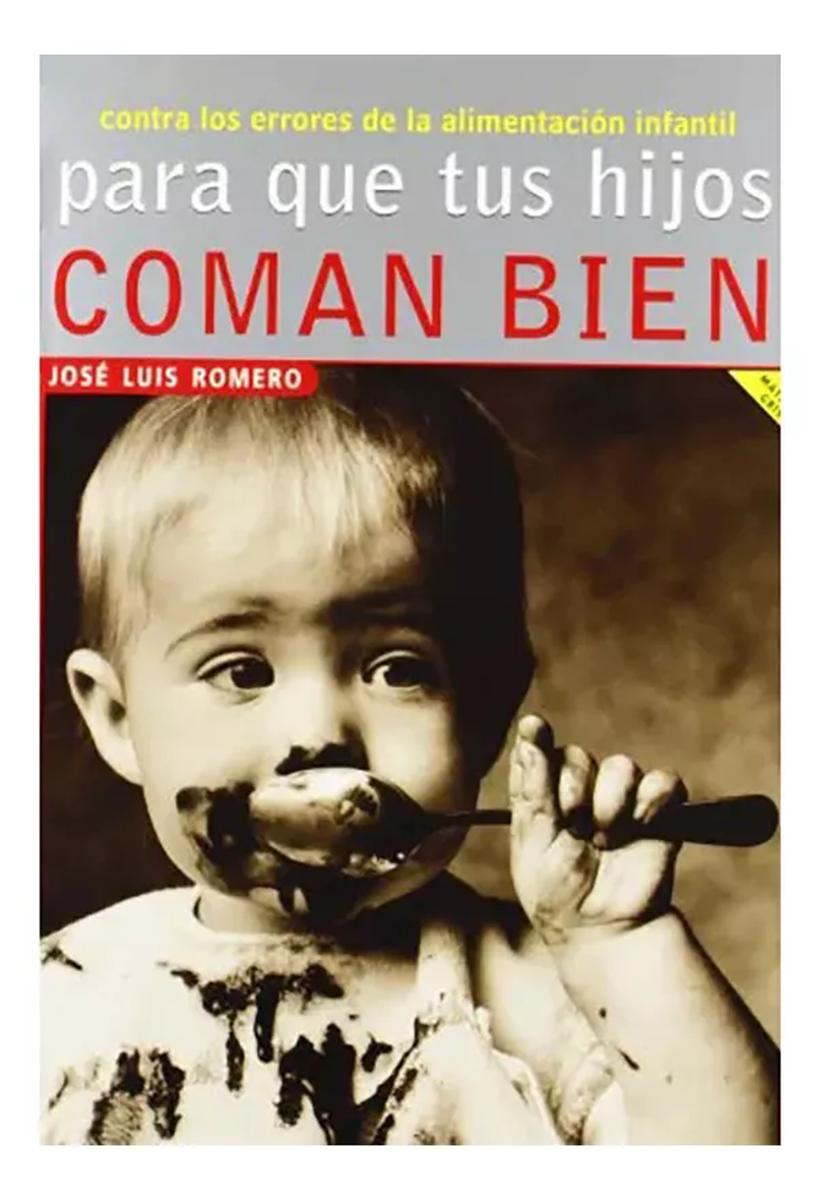 contra los errores de la alimentación infantil
para que tus hijos
COMAN BIEN
JOSÉ LUIS ROMERO